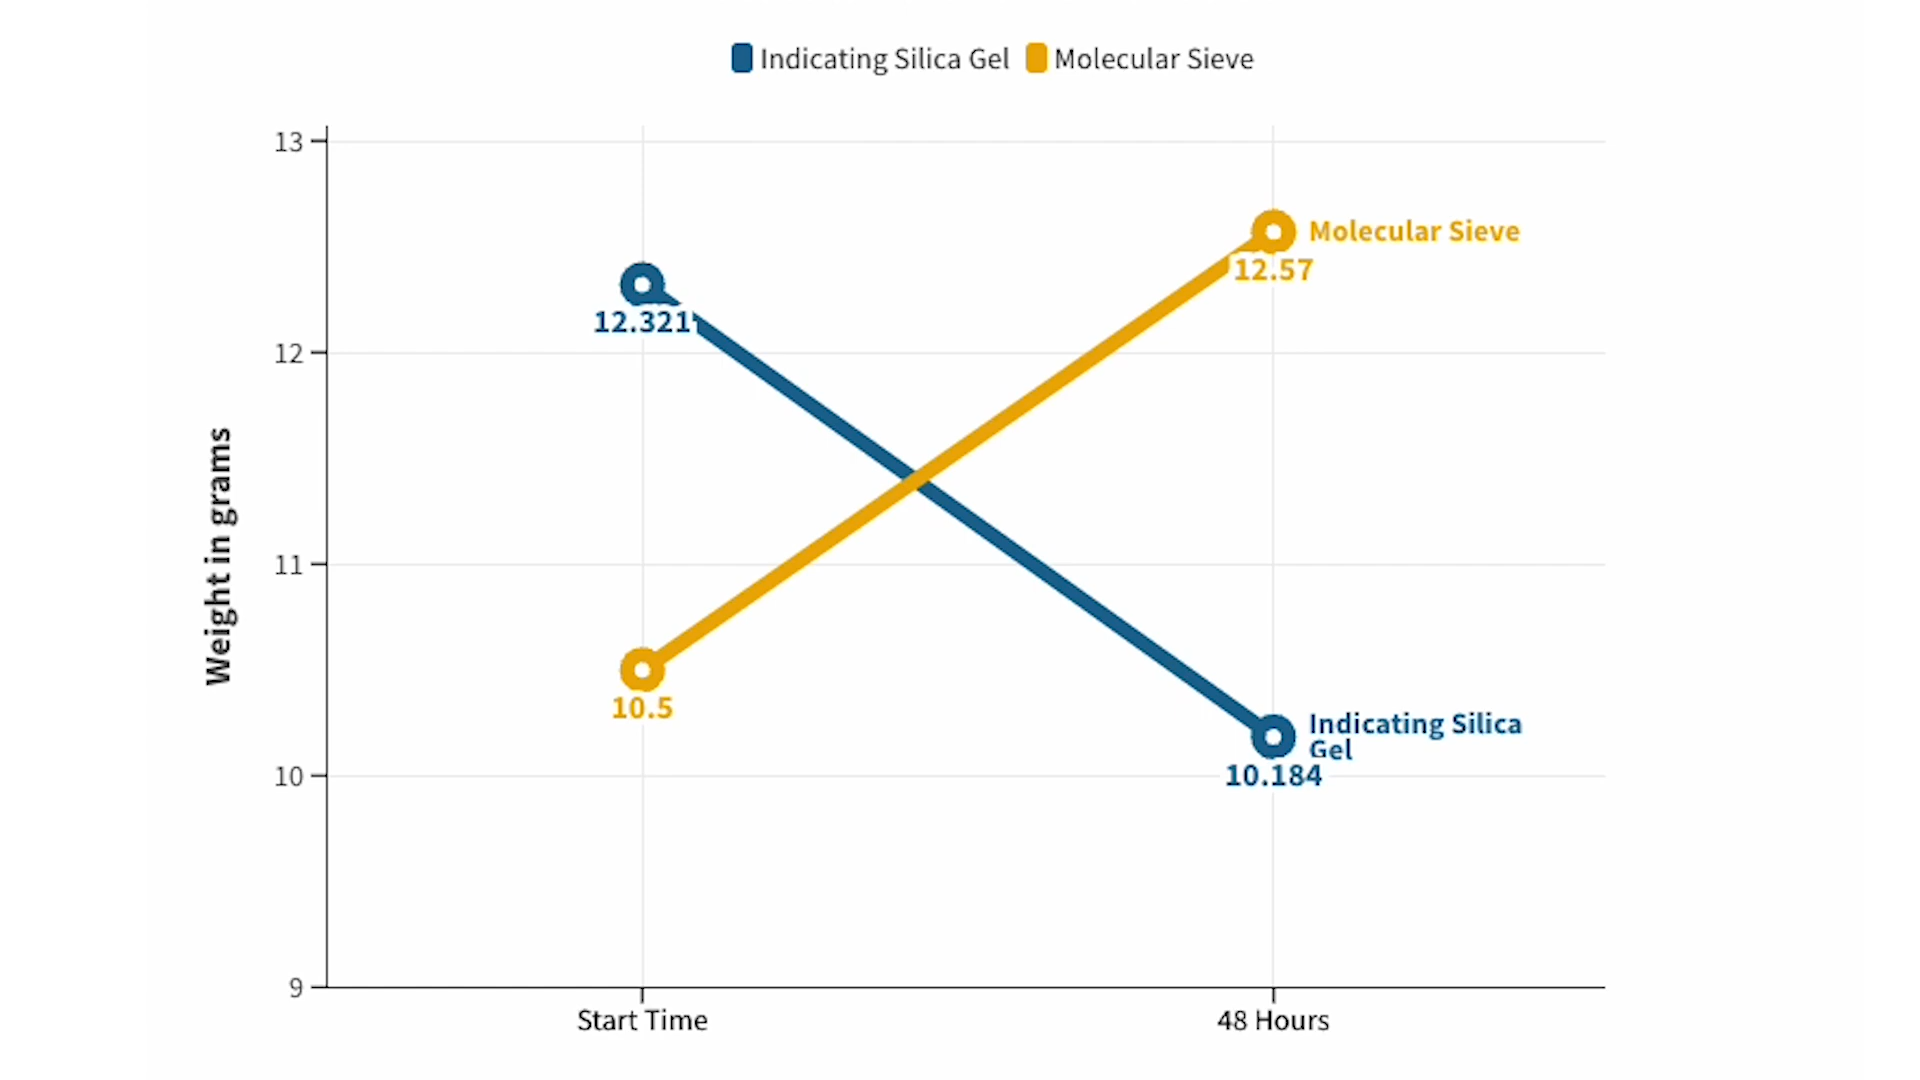 Indicating Silica Gel Molecular Sieve
13
12
11
10
9
Weight in grams
Molecular Sieve
12.57
12.321
10.5
Indicating Silica
Gel
10.184
Start Time 48 Hours